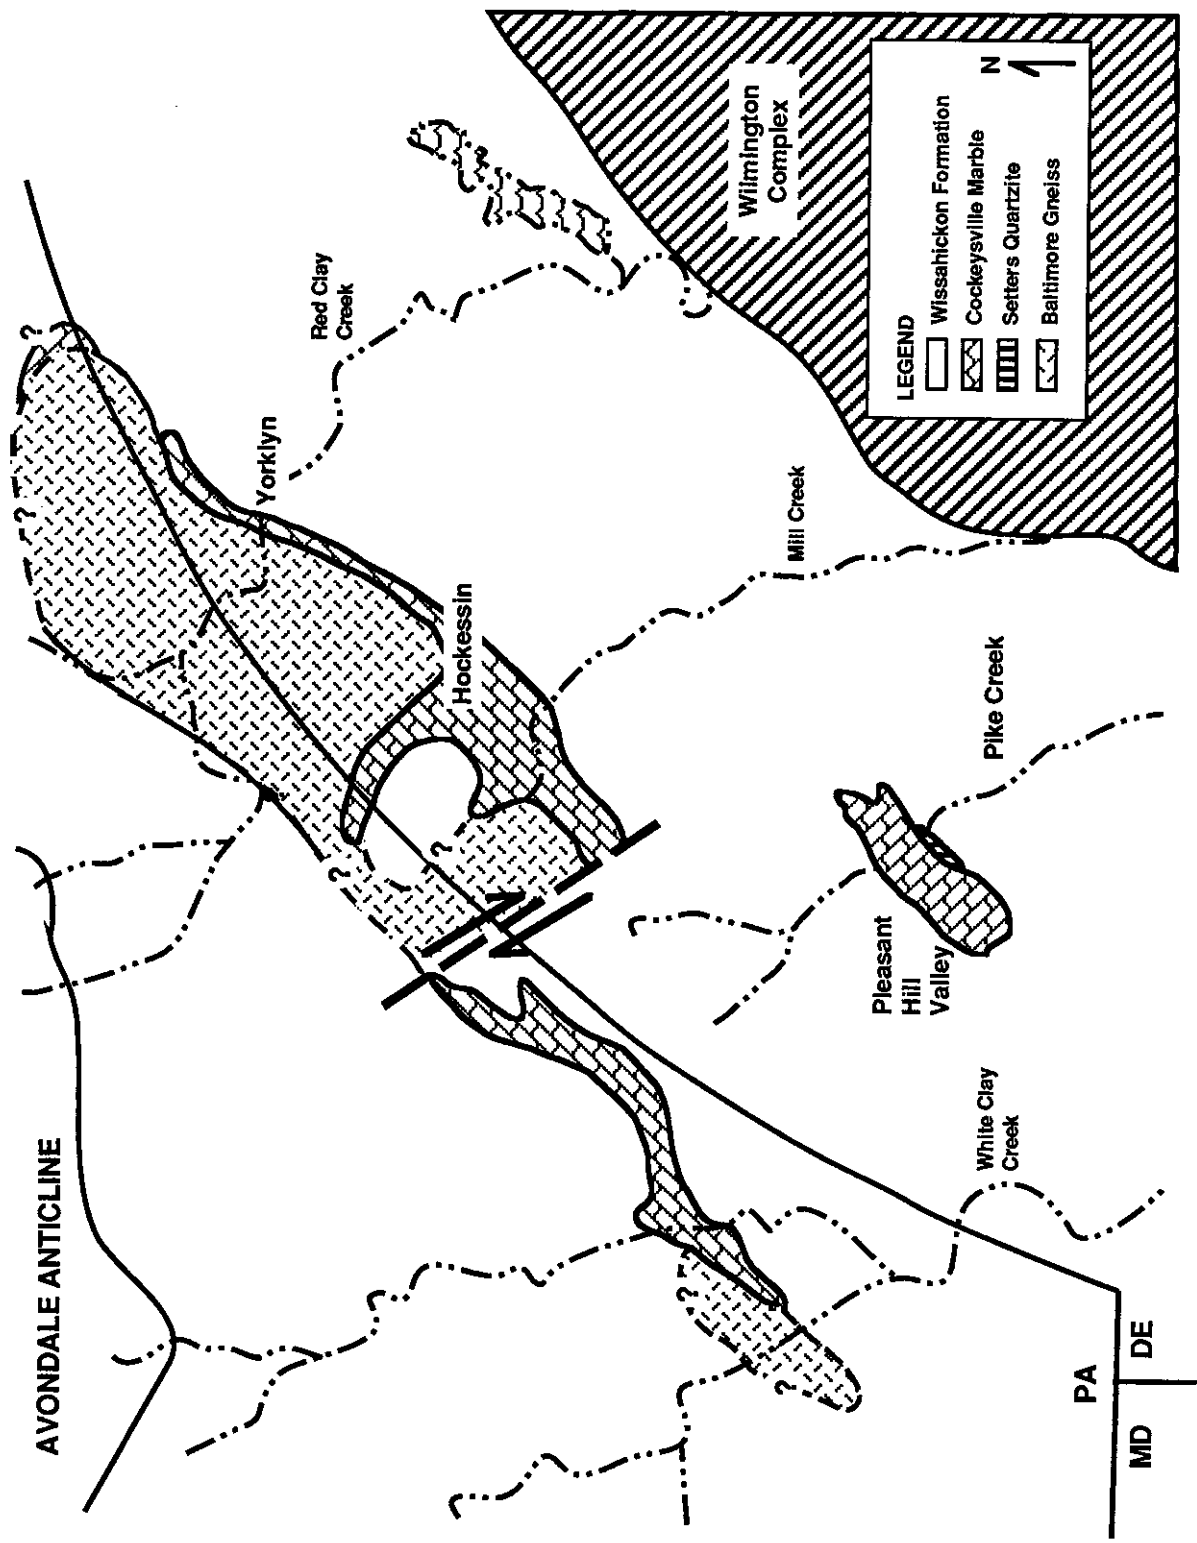 AVONDALE ANTICLINE
?
?
Yorklyn
Red Clay
Creek
?
?
Hockessin
Wilmington
Complex
Mill Creek
Pike Creek
Pleasant
Hill
Valley
White Clay
Creek
?
?
PA
MD
DE
LEGEND
Wissahickon Formation
Cockeysville Marble
Setters Quartzite
Baltimore Gneiss
N